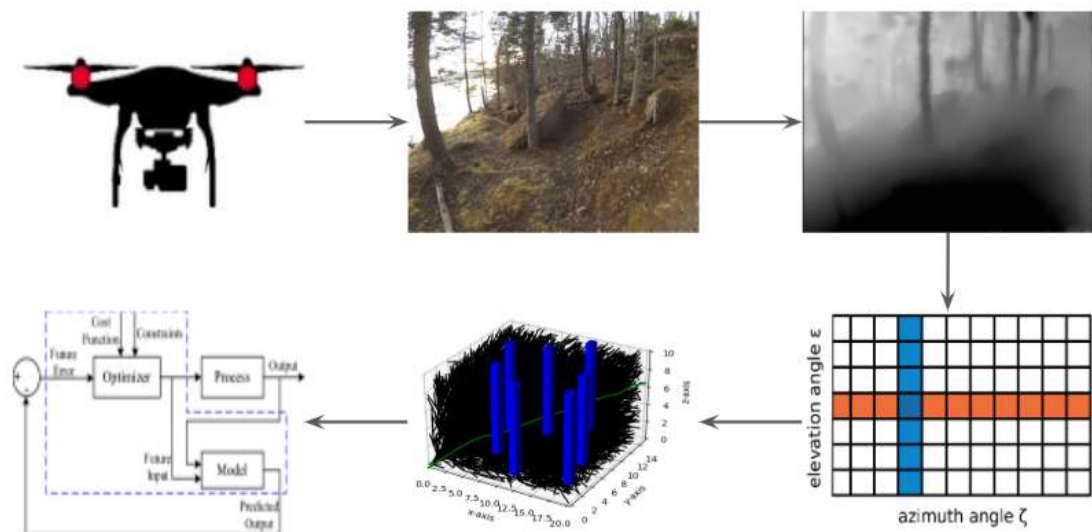 Cost
Function
Constraints
Future
Error
Optimizer
Process
Output
Future
Input
Model
Predicted
Output
+
-
10
8
6
4
2
0
z-axis
14
12
10
8
6
4
2
0
y-axis
0.0
2.5
5.0
7.5
10.0
12.5
15.0
17.5
20.0
x-axis
elevation angle ε
azimuth angle ζ